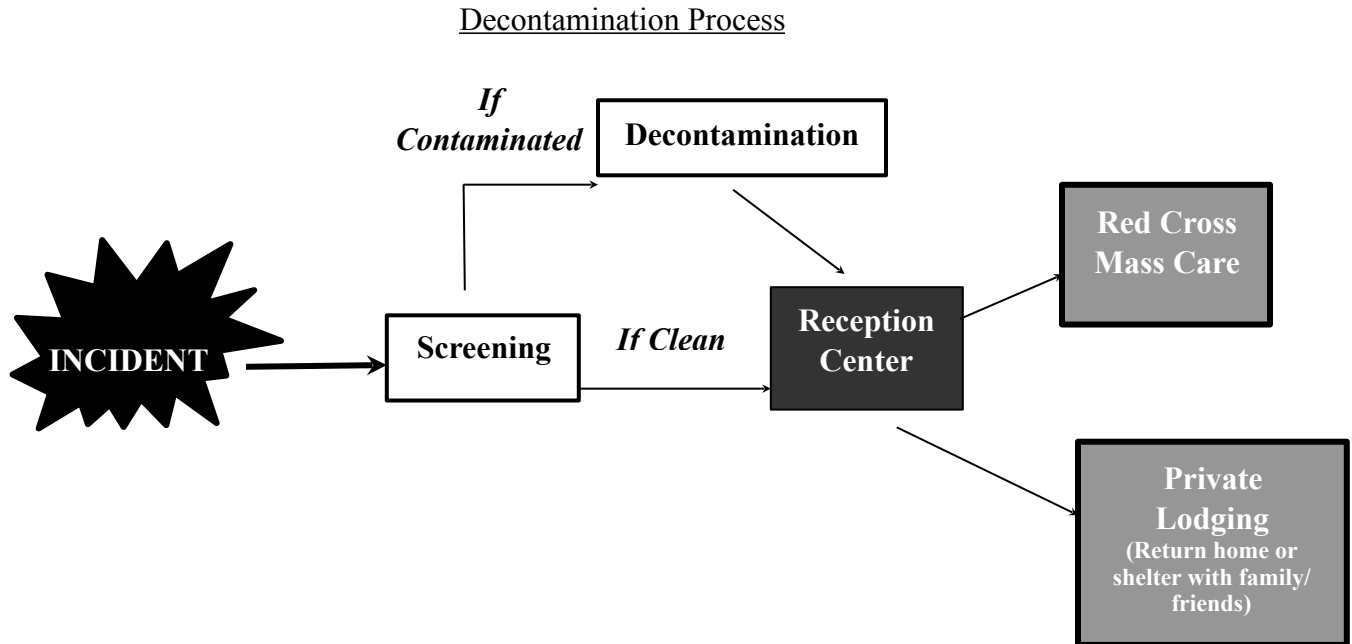 Decontamination Process
If
Contaminated
Decontamination
Red Cross
Mass Care
INCIDENT
Screening
If Clean
Reception
Center
Private
Lodging
(Return home or
shelter with family/
friends)